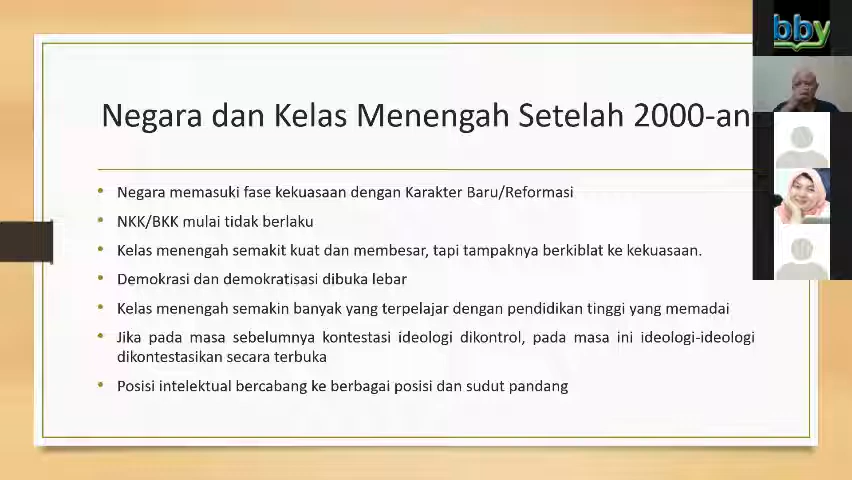 bby
Negara dan Kelas Menengah Setelah 2000-an
Negara memasuki fase kekuasaan dengan Karakter Baru/Reformasi
NKK/BKK mulai tidak berlaku
Kelas menengah semakit kuat dan membesar, tapi tampaknya berkiblat ke kekuasaan.
Demokrasi dan demokratisasi dibuka lebar
Kelas menengah semakin banyak yang terpelajar dengan pendidikan tinggi yang memadai
Jika pada masa sebelumnya kontestasi ideologi dikontrol, pada masa ini ideologi-ideologi
dikontestasikan secara terbuka
Posisi intelektual bercabang ke berbagai posisi dan sudut pandang